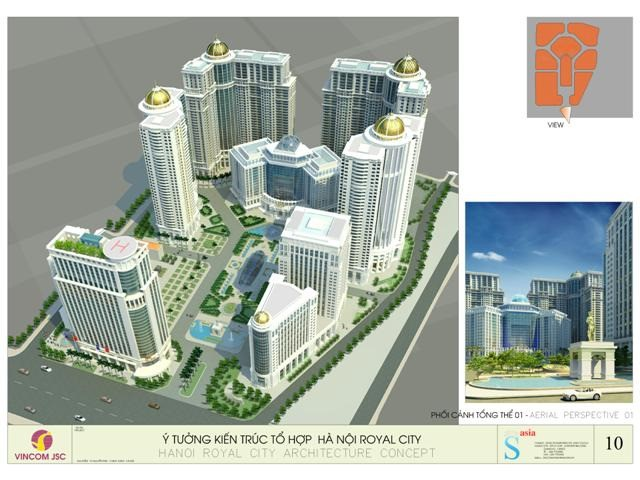 VIEW
H
PHỐI CẢNH TỔNG THỂ 01 - AERIAL PERSPECTIVE 01
VINCOM JSC
Ý TƯỞNG KIẾN TRÚC TỔ HỢP HÀ NỘI ROYAL CITY
HANOI ROYAL CITY ARCHITECTURE CONCEPT
S asia
10